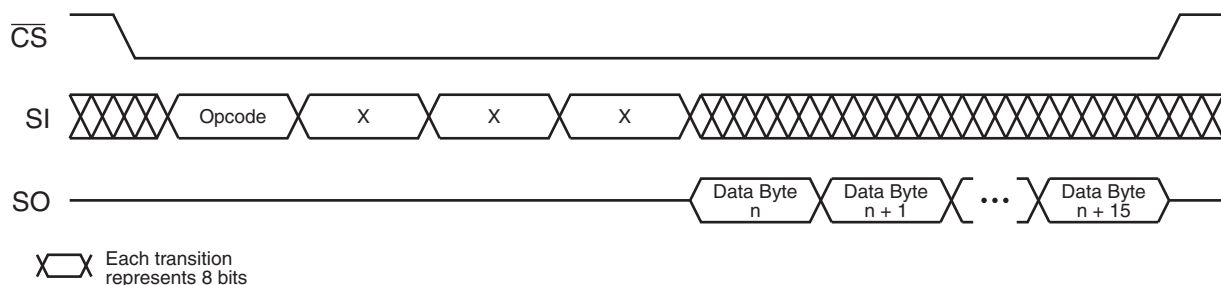 CS
SI
Opcode X X X
SO
Data Byte
n
Data Byte
n + 1
•••
Data Byte
n + 15
Each transition
represents 8 bits